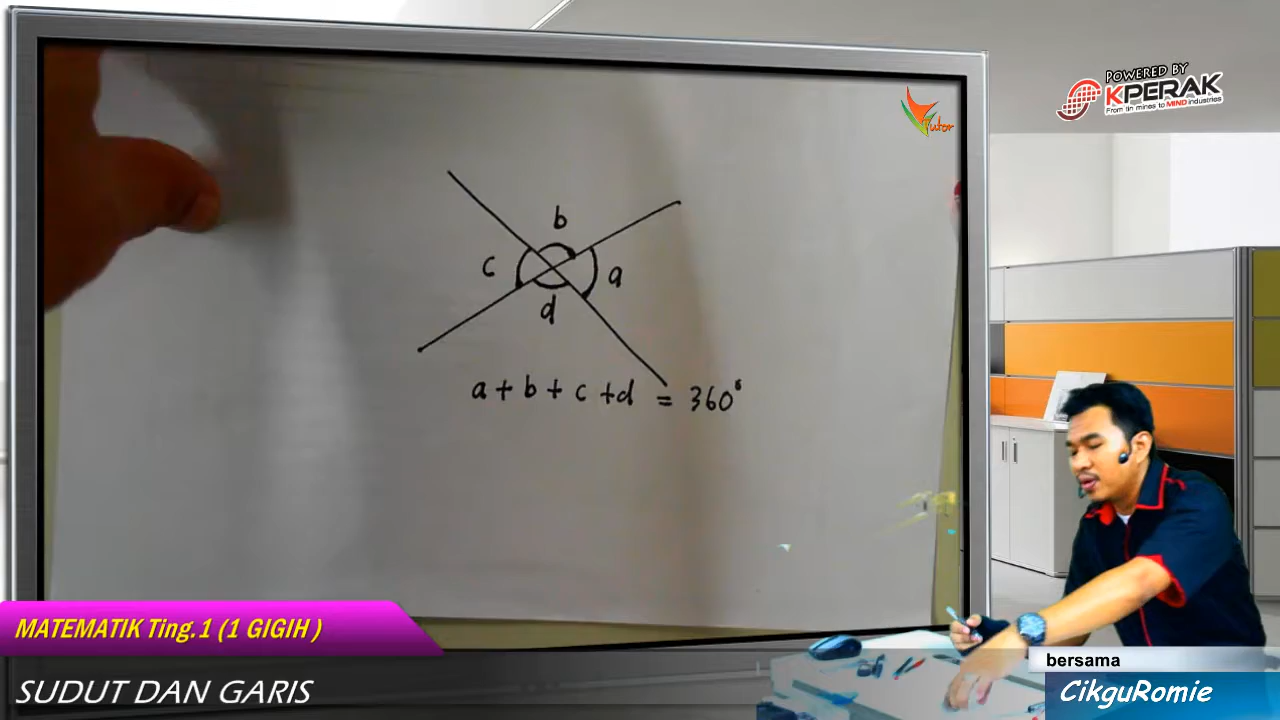 POWERED BY
KPERAK
From tin mines to MIND industries
Tutor
b
c
a
d
a + b + c + d = 360°
MATEMATIK Ting.1 (1 GIGIH )
SUDUT DAN GARIS
bersama
CikguRomie